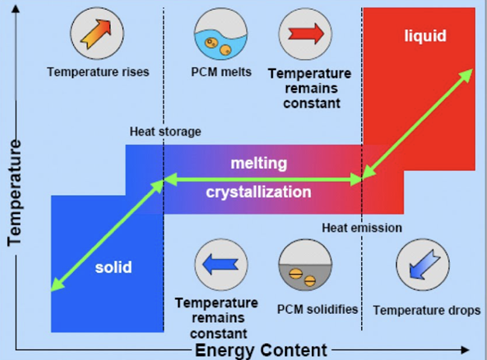 liquid
Temperature rises
PCM melts
Temperature
remains
constant
Heat storage
melting
crystallization
Temperature
Heat emission
solid
Temperature
remains
constant
PCM solidifies
Temperature drops
Energy Content